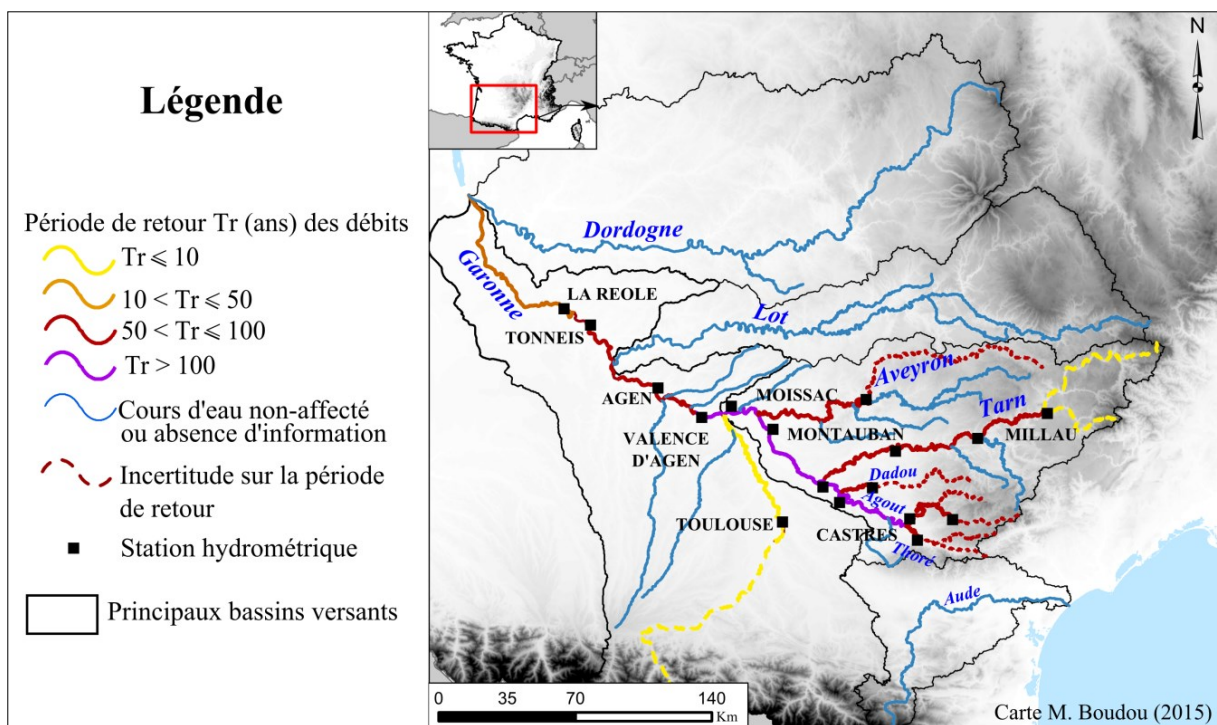 Légende
Période de retour Tr (ans) des débits
Tr ⩽ 10
10 < Tr ⩽ 50
50 < Tr ⩽ 100
Tr > 100
Cours d'eau non-affecté
ou absence d'information
Incertitude sur la période
de retour
Station hydrométrique
Principaux bassins versants
N
Dordogne
Garonne
LA REOLE
Lot
TONNEIS
Aveyron
AGEN
MOISSAC
Tarn
VALENCE
D'AGEN
MONTAUBAN
MILLAU
Dadou
Agout
TOULOUSE
CASTRES
Thoré
Aude
0 35 70 140
Km
Carte M. Boudou (2015)